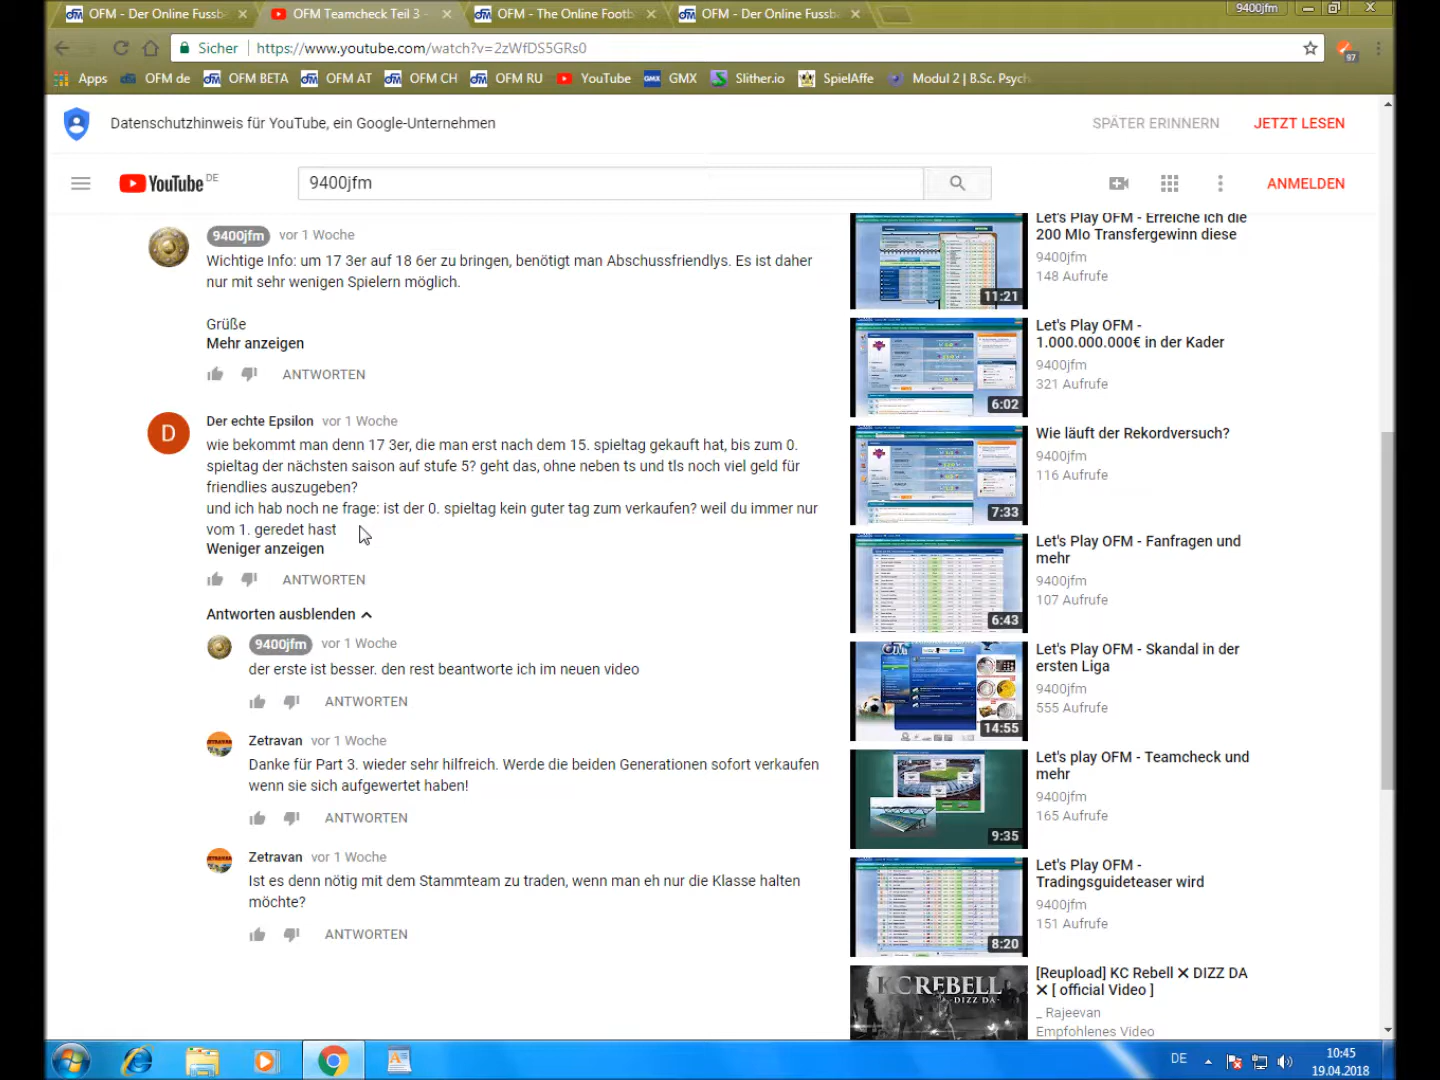 OFM - Der Online Fussb
OFM Teamcheck Teil 3 -
OFM - The Online Footb
OFM - Der Online Fussb
9400jfm
Sicher
https://www.youtube.com/watch?v=2zWfDS5GRs0
97
Apps
OFM de
OFM BETA
OFM AT
OFM CH
OFM RU
YouTube
GMX
GMX
Slither.io
SpielAffe
Modul 2 | B.Sc. Psych
Datenschutzhinweis für YouTube, ein Google-Unternehmen
SPÄTER ERINNERN
JETZT LESEN
YouTube DE
9400jfm
ANMELDEN
9400jfm vor 1 Woche
Wichtige Info: um 17 3er auf 18 6er zu bringen, benötigt man Abschussfriendlys. Es ist daher
nur mit sehr wenigen Spielern möglich.
Grüße
Mehr anzeigen
ANTWORTEN
D
Der echte Epsilon vor 1 Woche
wie bekommt man denn 17 3er, die man erst nach dem 15. spieltag gekauft hat, bis zum 0.
spieltag der nächsten saison auf stufe 5? geht das, ohne neben ts und tls noch viel geld für
friendlies auszugeben?
und ich hab noch ne frage: ist der 0. spieltag kein guter tag zum verkaufen? weil du immer nur
vom 1. geredet hast
Weniger anzeigen
ANTWORTEN
Antworten ausblenden
9400jfm vor 1 Woche
der erste ist besser. den rest beantworte ich im neuen video
ANTWORTEN
Zetravan vor 1 Woche
Danke für Part 3. wieder sehr hilfreich. Werde die beiden Generationen sofort verkaufen
wenn sie sich aufgewertet haben!
ANTWORTEN
Zetravan vor 1 Woche
Ist es denn nötig mit dem Stammteam zu traden, wenn man eh nur die Klasse halten
möchte?
ANTWORTEN
11:21
Let's Play OFM - Erreiche ich die
200 MIo Transfergewinn diese
9400jfm
148 Aufrufe
6:02
Let's Play OFM -
1.000.000.000€ in der Kader
9400jfm
321 Aufrufe
7:33
Wie läuft der Rekordversuch?
9400jfm
116 Aufrufe
6:43
Let's Play OFM - Fanfragen und
mehr
9400jfm
107 Aufrufe
14:55
Let's Play OFM - Skandal in der
ersten Liga
9400jfm
555 Aufrufe
9:35
Let's play OFM - Teamcheck und
mehr
9400jfm
165 Aufrufe
8:20
Let's Play OFM -
Tradingsguideteaser wird
9400jfm
151 Aufrufe
KC REBELL
- DIZZ DA -
[Reupload] KC Rebell ✕ DIZZ DA
✕ [ official Video ]
_ Rajeevan
Empfohlenes Video
DE
10:45
19.04.2018